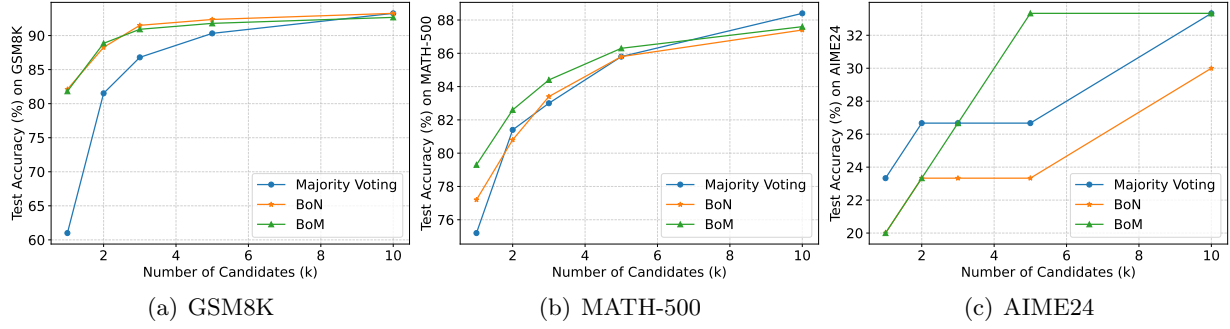 Test Accuracy (%) on GSM8K
90
85
80
75
70
65
60
2
4
6
8
10
Number of Candidates (k)
Majority Voting
BoN
BoM
(a) GSM8K
Test Accuracy (%) on MATH-500
88
86
84
82
80
78
76
2
4
6
8
10
Number of Candidates (k)
Majority Voting
BoN
BoM
(b) MATH-500
Test Accuracy (%) on AIME24
32
30
28
26
24
22
20
2
4
6
8
10
Number of Candidates (k)
Majority Voting
BoN
BoM
(c) AIME24